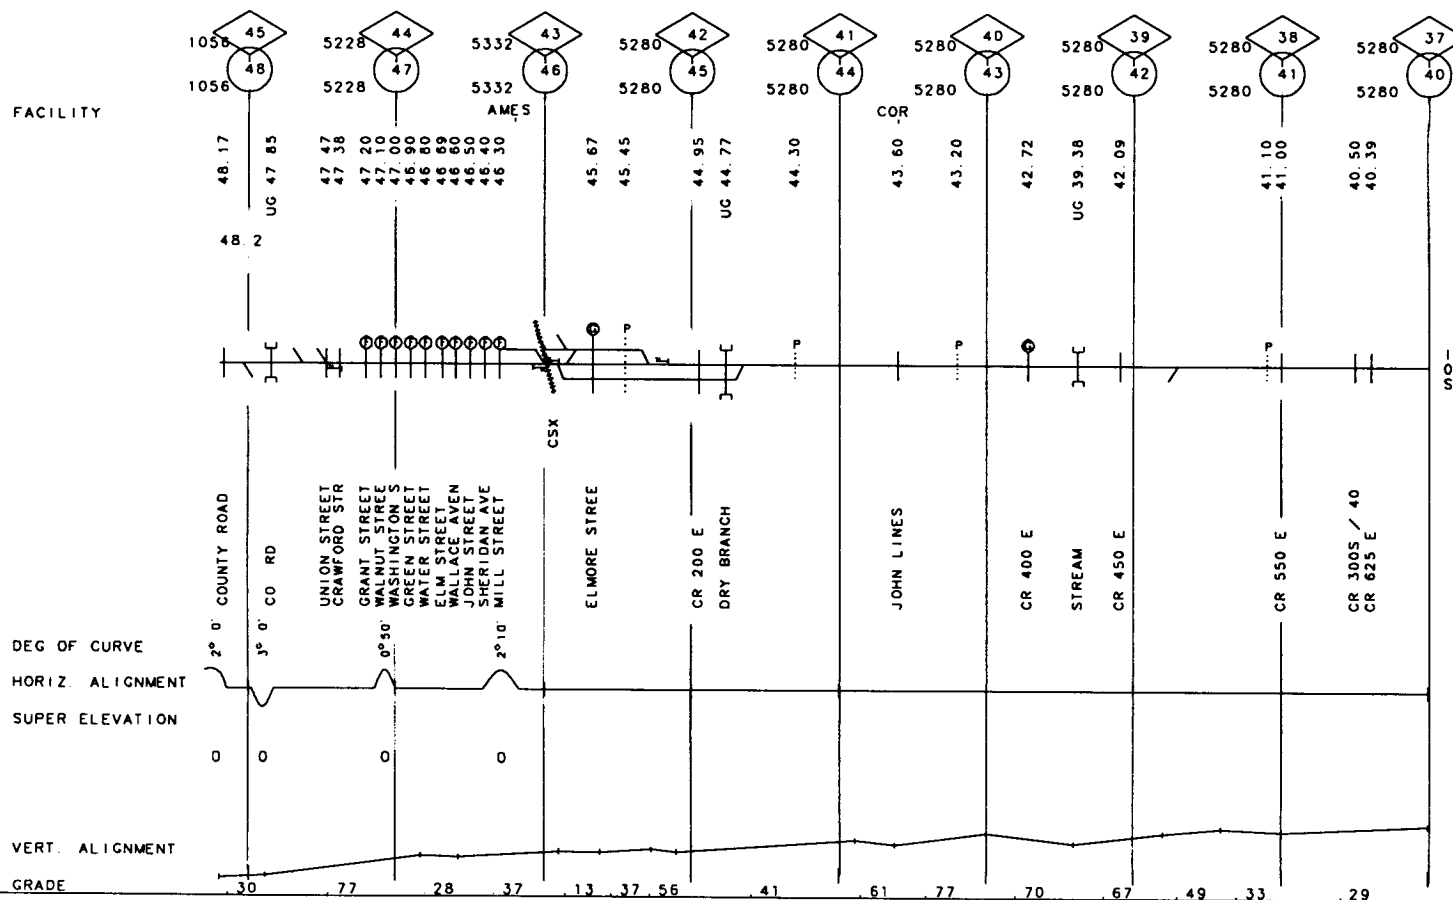 45 44 43 42 41 40 39 38 37
1056 5228 5332 5280 5280 5280 5280 5280 5280
48 47 46 45 44 43 42 41 40
1056 5228 5332 5280 5280 5280 5280 5280 5280
FACILITY AMES COR
48.17
UG 47 85
47 47
47 38
47 20
47 10
47 00
46.90
46 80
46 69
46 60
46 50
46.40
46 30
45.67
45.45
44.95
UG 44.77
44.30
43.60
43.20
42.72
UG 39.38
42.09
41.10
41.00
40.50
40.39
48 2
P P P P
IOS
CSX
COUNTY ROAD
CO RD
UNION STREET
CRAWFORD STR
GRANT STREET
WALNUT STREE
WASHINGTON S
GREEN STREET
WATER STREET
ELM STREET
WALLACE AVEN
JOHN STREET
SHERIDAN AVE
MILL STREET
ELMORE STREE
CR 200 E
DRY BRANCH
JOHN LINES
CR 400 E
STREAM
CR 450 E
CR 550 E
CR 300S / 40
CR 625 E
DEG OF CURVE 2° 0' 3° 0' 0° 50' 2° 10'
HORIZ. ALIGNMENT
SUPER ELEVATION
0 0 0 0
VERT. ALIGNMENT
GRADE .30 .77 .28 .37 .13 .37 .56 .41 .61 .77 .70 .67 .49 .33 .29